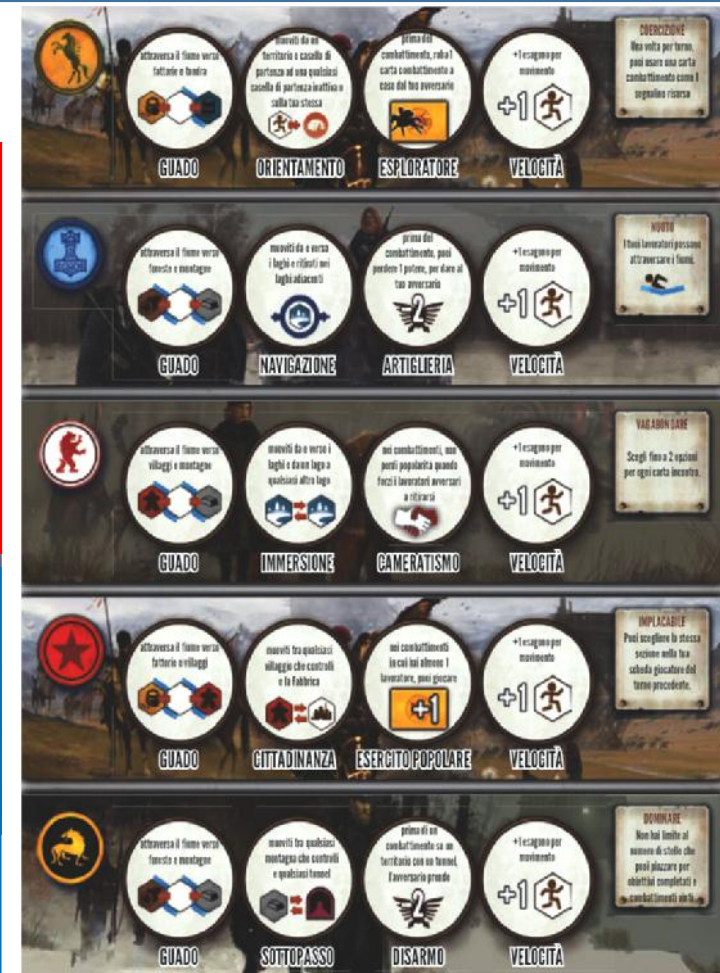 attraversa il fiume verso
fattorie e tundra
GUADO
muoviti da un
territorio o casella di
partenza ad una qualsiasi
casella di partenza inattiva o
sulla tua stessa
ORIENTAMENTO
prima del
combattimento, ruba 1
carta combattimento a
caso dal tuo avversario
ESPLORATORE
+1 esagono per
movimento
+1
VELOCITÀ
COERCIZIONE
Una volta per turno,
puoi usare una carta
combattimento come 1
segnalino risorsa
attraversa il fiume verso
foreste e montagne
GUADO
muoviti da e verso
i laghi e ritirati nei
laghi adiacenti
NAVIGAZIONE
prima del
combattimento, puoi
perdere 1 potere, per dare al
tuo avversario
2
ARTIGLIERIA
+1 esagono per
movimento
+1
VELOCITÀ
NUOTO
I tuoi lavoratori possono
attraversare i fiumi.
attraversa il fiume verso
villaggi e montagne
GUADO
muoviti da e verso i
laghi e da un lago a
qualsiasi altro lago
IMMERSIONE
nei combattimenti, non
perdi popolarità quando
forzi i lavoratori avversari
a ritirarsi
CAMERATISMO
+1 esagono per
movimento
+1
VELOCITÀ
VAGABONDARE
Scegli fino a 2 opzioni
per ogni carta incontro.
attraversa il fiume verso
fattorie e villaggi
GUADO
muoviti tra qualsiasi
villaggio che controlli
e la Fabbrica
CITTADINANZA
nei combattimenti
in cui hai almeno 1
lavoratore, puoi giocare
+1
ESERCITO POPOLARE
+1 esagono per
movimento
+1
VELOCITÀ
IMPLACABILE
Puoi scegliere la stessa
sezione nella tua
scheda giocatore del
turno precedente.
attraversa il fiume verso
foreste e montagne
GUADO
muoviti tra qualsiasi
montagna che controlli
e qualsiasi tunnel
SOTTOPASSO
prima di un
combattimento su un
territorio con un tunnel,
l'avversario prende
2
DISARMO
+1 esagono per
movimento
+1
VELOCITÀ
DOMINARE
Non hai limite al
numero di stelle che
puoi piazzare per
obiettivi completati e
combattimenti vinti.